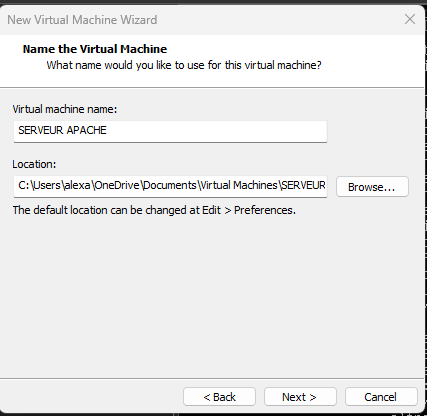 New Virtual Machine Wizard
Name the Virtual Machine
What name would you like to use for this virtual machine?
Virtual machine name:
SERVEUR APACHE
Location:
C:\Users\alexa\OneDrive\Documents\Virtual Machines\SERVEUR
Browse...
The default location can be changed at Edit > Preferences.
< Back
Next >
Cancel